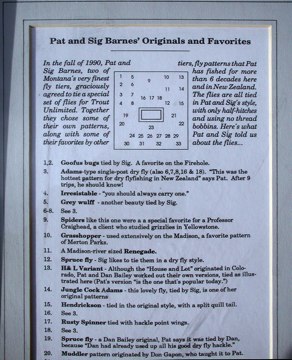 Pat and Sig Barnes' Originals and Favorites
In the fall of 1990, Pat and
Sig Barnes, two of
Montana's very finest
fly tiers, graciously
agreed to tie a special
set of flies for Trout
Unlimited. Together
they chose some of
their own patterns,
along with some of
their favorites by other
tiers, fly patterns that Pat
has fished for more
than 6 decades here
and in New Zealand.
The flies are all tied
in Pat and Sig's style,
with only half-hitches
and using no thread
bobbins. Here's what
Pat and Sig told us
about the flies...
1 5 9 10 13
2 6 11 14
3 7 16 17 18
4 8 12 15
19 22
20 23
21
24 25 26 27 28 29
30 31 32 33
1,2. Goofus bugs tied by Sig. A favorite on the Firehole.
3. Adams-type single-post dry fly (also 6,7,8,16 & 18). "This was the
hottest pattern for dry flyfishing in New Zealand" says Pat. After 9
trips, he should know!
4. Irresistable - "you should always carry one."
5. Grey wulff - another beauty tied by Sig.
6-8. See 3.
9. Spiders like this one were a a special favorite for a Professor
Craighead, a client who studied grizzlies in Yellowstone.
10. Grasshopper - used extensively on the Madison, a favorite pattern
of Merton Parks.
11. A Madison-river sized Renegade.
12. Spruce fly - Sig likes to tie them in a dry fly style.
13. H& L Variant - Although the "House and Lot" originated in Colo-
rado, Pat and Dan Bailey worked out their own versions, tied as illus-
trated here (Pat's version "is the one that's popular today.")
14. Jungle Cock Adams - this lovely fly, tied by Sig, is one of her
original patterns
15. Hendrickson - tied in the original style, with a split quill tail.
16. See 3.
17. Rusty Spinner tied with hackle point wings.
18. See 3.
19. Spruce fly - a Dan Bailey original, Pat says it was tied by Dan,
because "Dan had already used up all his good dry fly hackle."
20. Muddler pattern originated by Don Gapen, who taught it to Pat.